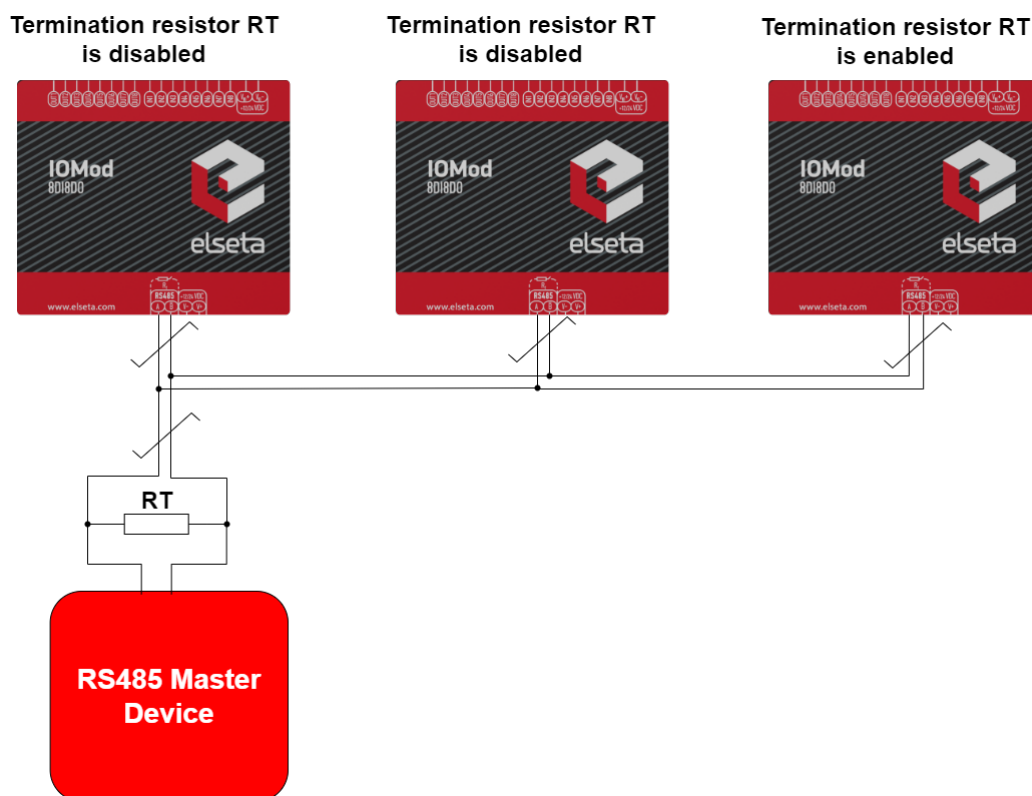 Termination resistor RT
is disabled
Termination resistor RT
is disabled
Termination resistor RT
is enabled
IOMod
8DI8DO
elseta
RS485
A B V- V+
www.elseta.com
IOMod
8DI8DO
elseta
RS485
A B V- V+
www.elseta.com
IOMod
8DI8DO
elseta
RS485
A B V- V+
www.elseta.com
RT
RS485 Master
Device